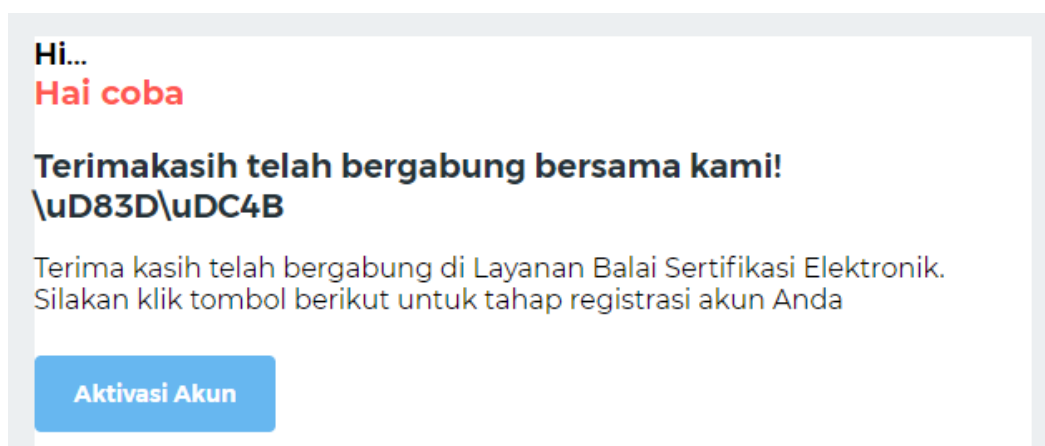 Hi...
Hai coba
Terimakasih telah bergabung bersama kami!
\uD83D\uDC4B
Terima kasih telah bergabung di Layanan Balai Sertifikasi Elektronik.
Silakan klik tombol berikut untuk tahap registrasi akun Anda
Aktivasi Akun